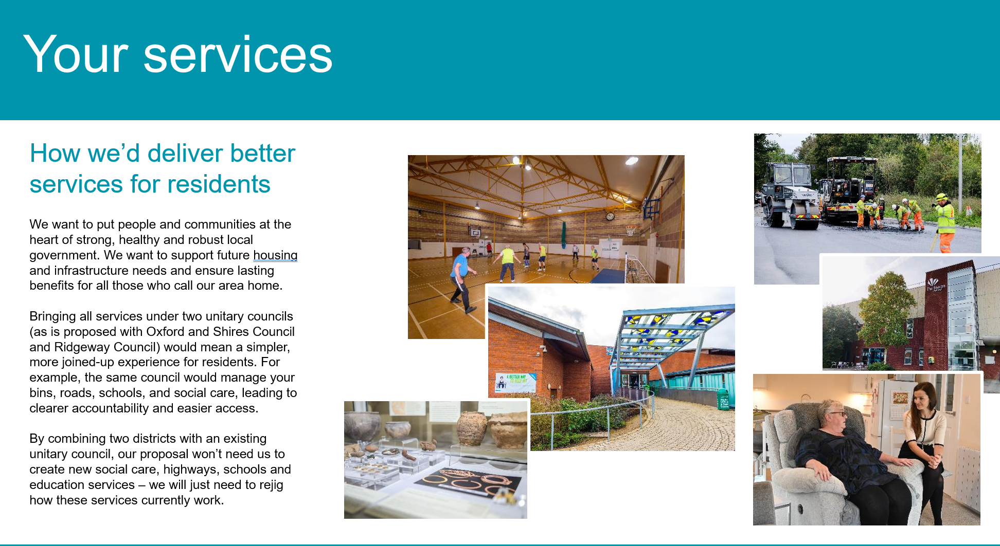 Your services
How we’d deliver better
services for residents
We want to put people and communities at the
heart of strong, healthy and robust local
government. We want to support future housing
and infrastructure needs and ensure lasting
benefits for all those who call our area home.
Bringing all services under two unitary councils
(as is proposed with Oxford and Shires Council
and Ridgeway Council) would mean a simpler,
more joined-up experience for residents. For
example, the same council would manage your
bins, roads, schools, and social care, leading to
clearer accountability and easier access.
By combining two districts with an existing
unitary council, our proposal won’t need us to
create new social care, highways, schools and
education services – we will just need to rejig
how these services currently work.
The Beacon
A BETTER WAY
TO KEEP FIT